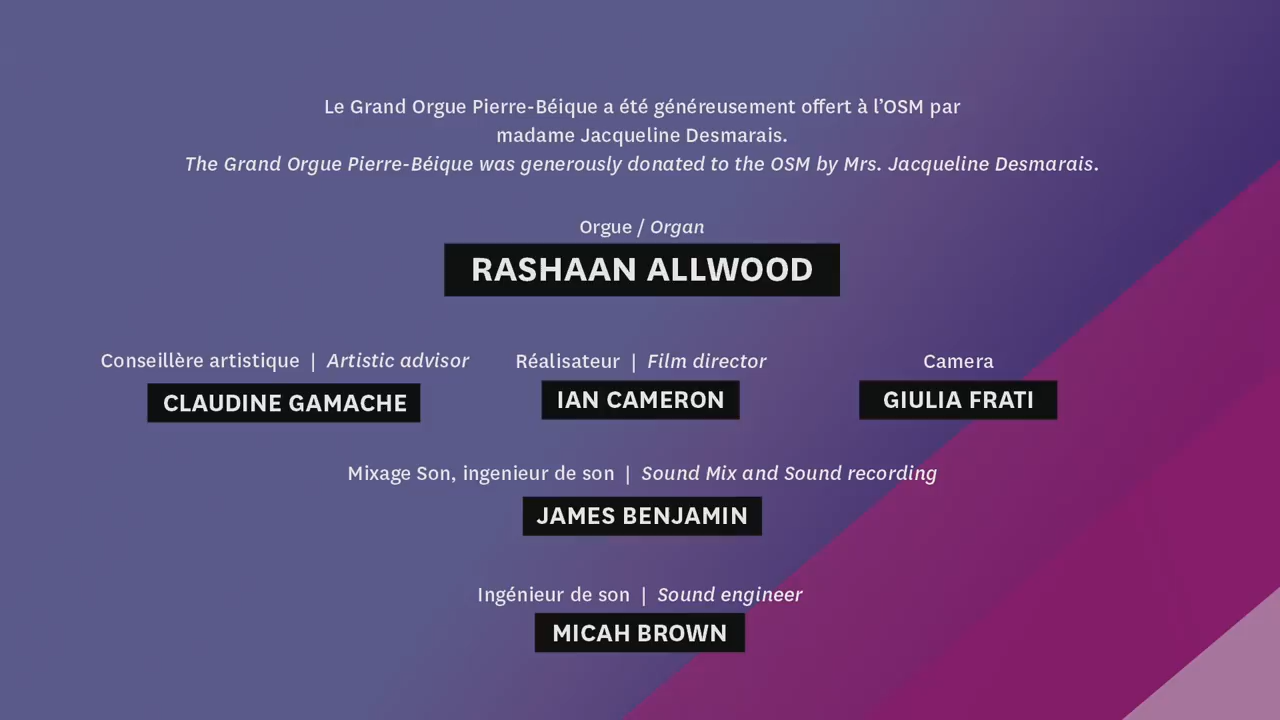 Le Grand Orgue Pierre-Béique a été généreusement offert à l’OSM par
madame Jacqueline Desmarais.
The Grand Orgue Pierre-Béique was generously donated to the OSM by Mrs. Jacqueline Desmarais.
Orgue / Organ
RASHAAN ALLWOOD
Conseillère artistique | Artistic advisor
CLAUDINE GAMACHE
Réalisateur | Film director
IAN CAMERON
Camera
GIULIA FRATI
Mixage Son, ingenieur de son | Sound Mix and Sound recording
JAMES BENJAMIN
Ingénieur de son | Sound engineer
MICAH BROWN